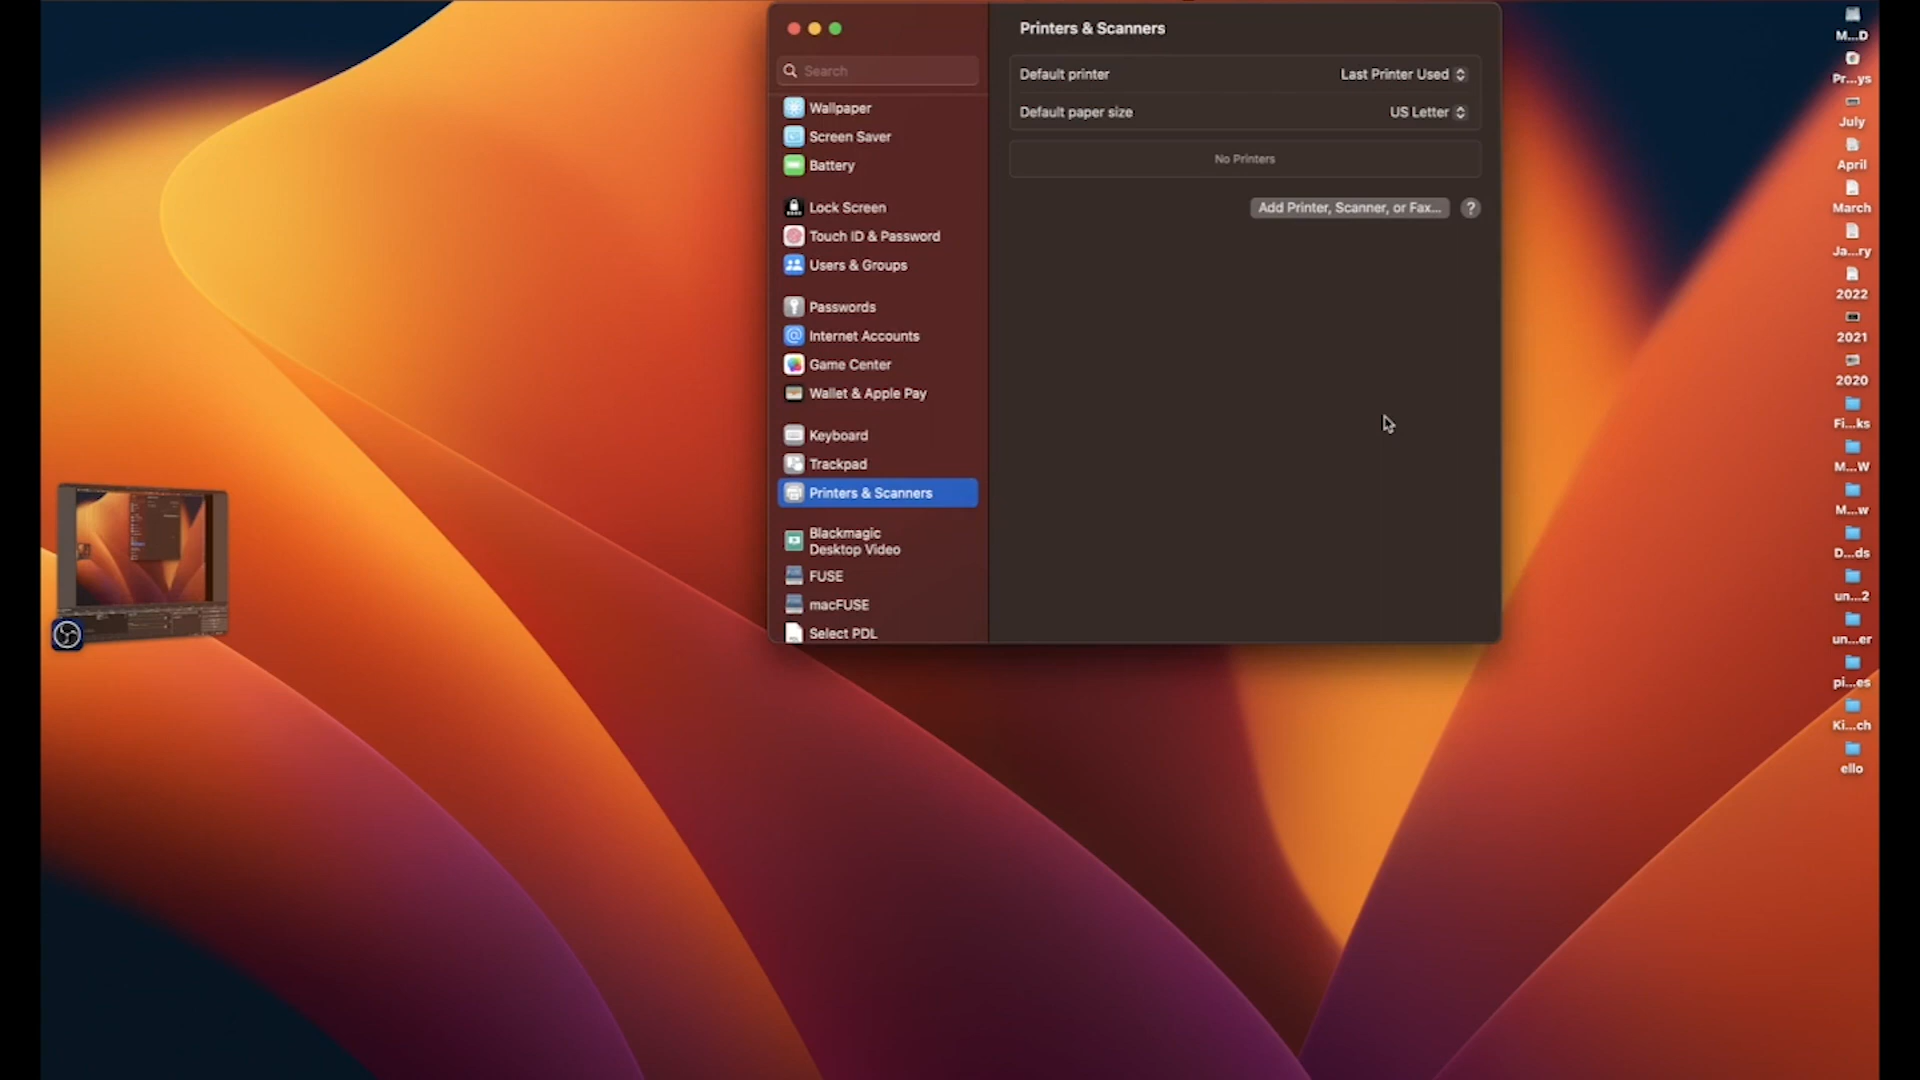 Printers & Scanners
Search
Default printer
Last Printer Used
Default paper size
US Letter
No Printers
Add Printer, Scanner, or Fax...
?
Wallpaper
Screen Saver
Battery
Lock Screen
Touch ID & Password
Users & Groups
Passwords
Internet Accounts
Game Center
Wallet & Apple Pay
Keyboard
Trackpad
Printers & Scanners
Blackmagic
Desktop Video
FUSE
macFUSE
Select PDL
M...D
Pr...ys
July
April
March
Ja...ry
2022
2021
2020
Fi...ks
M...W
M...w
D...ds
un...2
un...er
pi...es
Ki...ch
ello